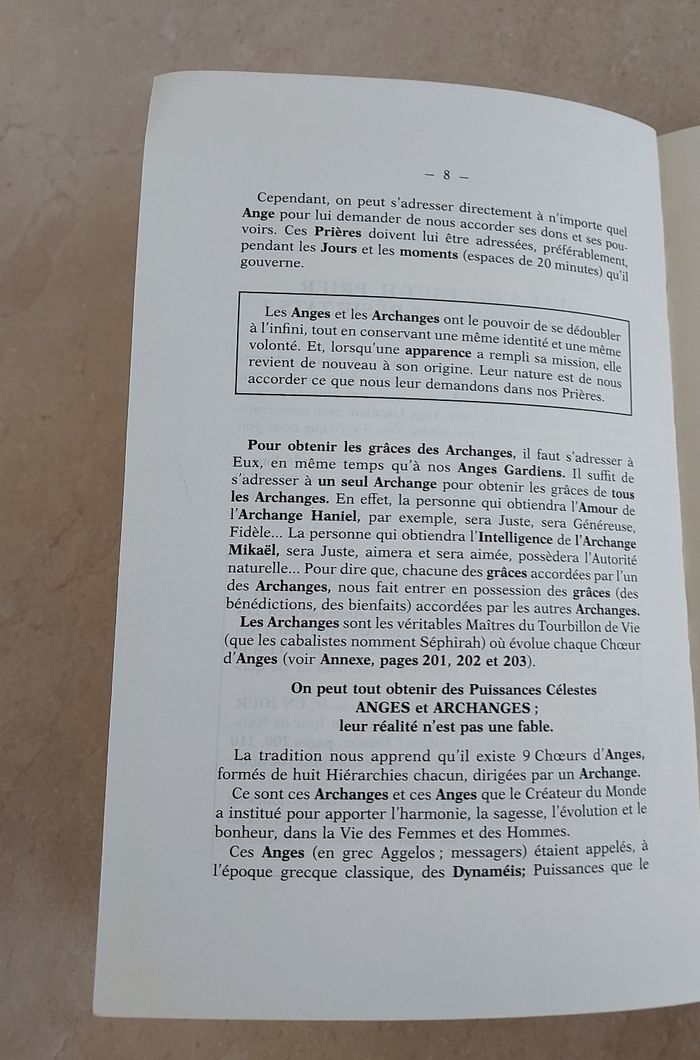 — 8 —
Cependant, on peut s'adresser directement à n'importe quel
Ange pour lui demander de nous accorder ses dons et ses pou-
voirs. Ces Prières doivent lui être adressées, préférablement,
pendant les Jours et les moments (espaces de 20 minutes) qu'il
gouverne.
Les Anges et les Archanges ont le pouvoir de se dédoubler
à l'infini, tout en conservant une même identité et une même
volonté. Et, lorsqu'une apparence a rempli sa mission, elle
revient de nouveau à son origine. Leur nature est de nous
accorder ce que nous leur demandons dans nos Prières.
Pour obtenir les grâces des Archanges, il faut s'adresser à
Eux, en même temps qu'à nos Anges Gardiens. Il suffit de
s'adresser à un seul Archange pour obtenir les grâces de tous
les Archanges. En effet, la personne qui obtiendra l'Amour de
l'Archange Haniel, par exemple, sera Juste, sera Généreuse,
Fidèle... La personne qui obtiendra l'Intelligence de l'Archange
Mikaël, sera Juste, aimera et sera aimée, possèdera l'Autorité
naturelle... Pour dire que, chacune des grâces accordées par l'un
des Archanges, nous fait entrer en possession des grâces (des
bénédictions, des bienfaits) accordées par les autres Archanges.
Les Archanges sont les véritables Maîtres du Tourbillon de Vie
(que les cabalistes nomment Séphirah) où évolue chaque Chœur
d'Anges (voir Annexe, pages 201, 202 et 203).
On peut tout obtenir des Puissances Célestes
ANGES et ARCHANGES ;
leur réalité n'est pas une fable.
La tradition nous apprend qu'il existe 9 Chœurs d'Anges,
formés de huit Hiérarchies chacun, dirigées par un Archange.
Ce sont ces Archanges et ces Anges que le Créateur du Monde
a institué pour apporter l'harmonie, la sagesse, l'évolution et le
bonheur, dans la Vie des Femmes et des Hommes.
Ces Anges (en grec Aggelos ; messagers) étaient appelés, à
l'époque grecque classique, des Dynaméis; Puissances que le